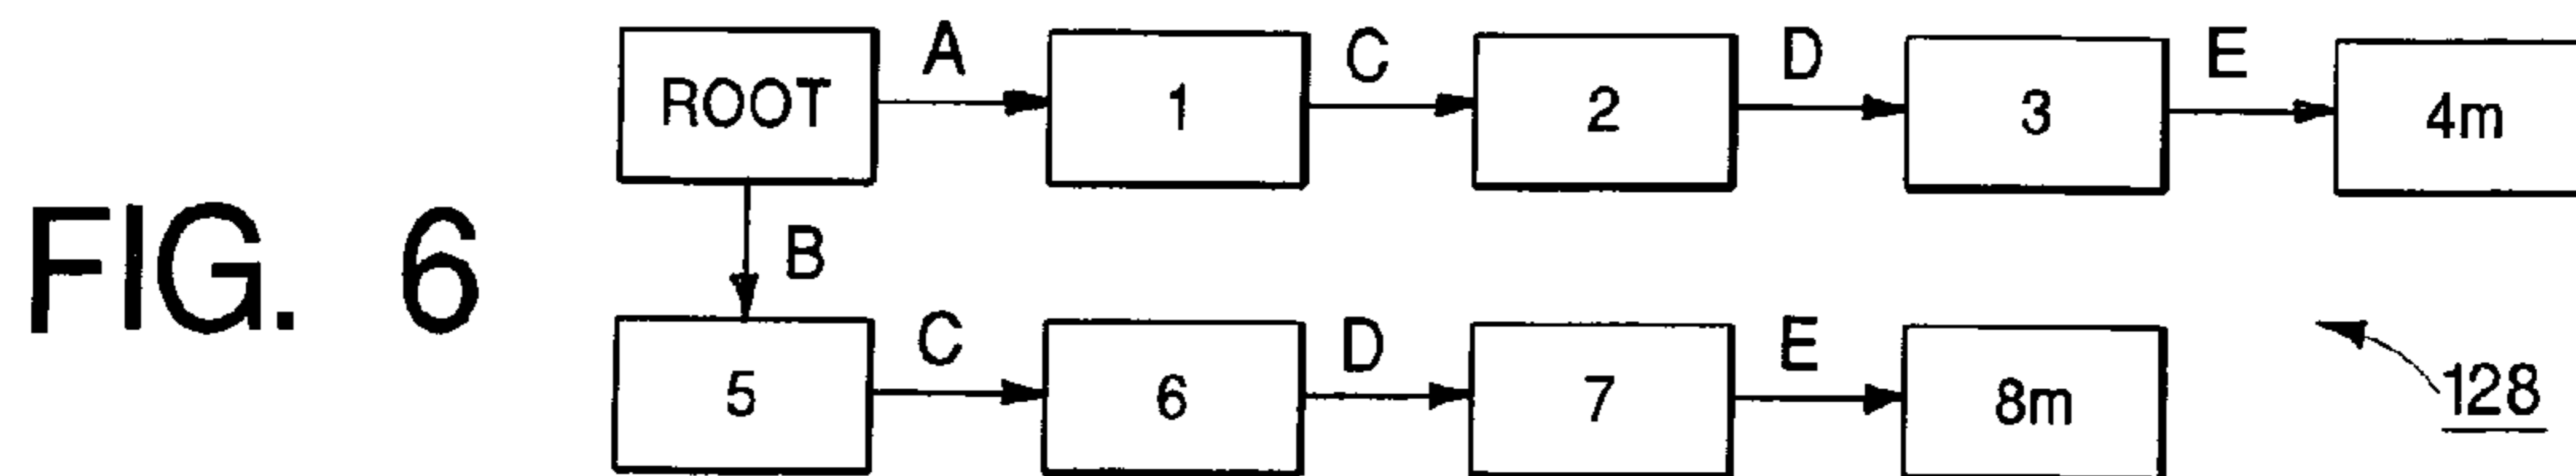 FIG. 6
ROOT A 1 C 2 D 3 E 4m
B
5 C 6 D 7 E 8m
128